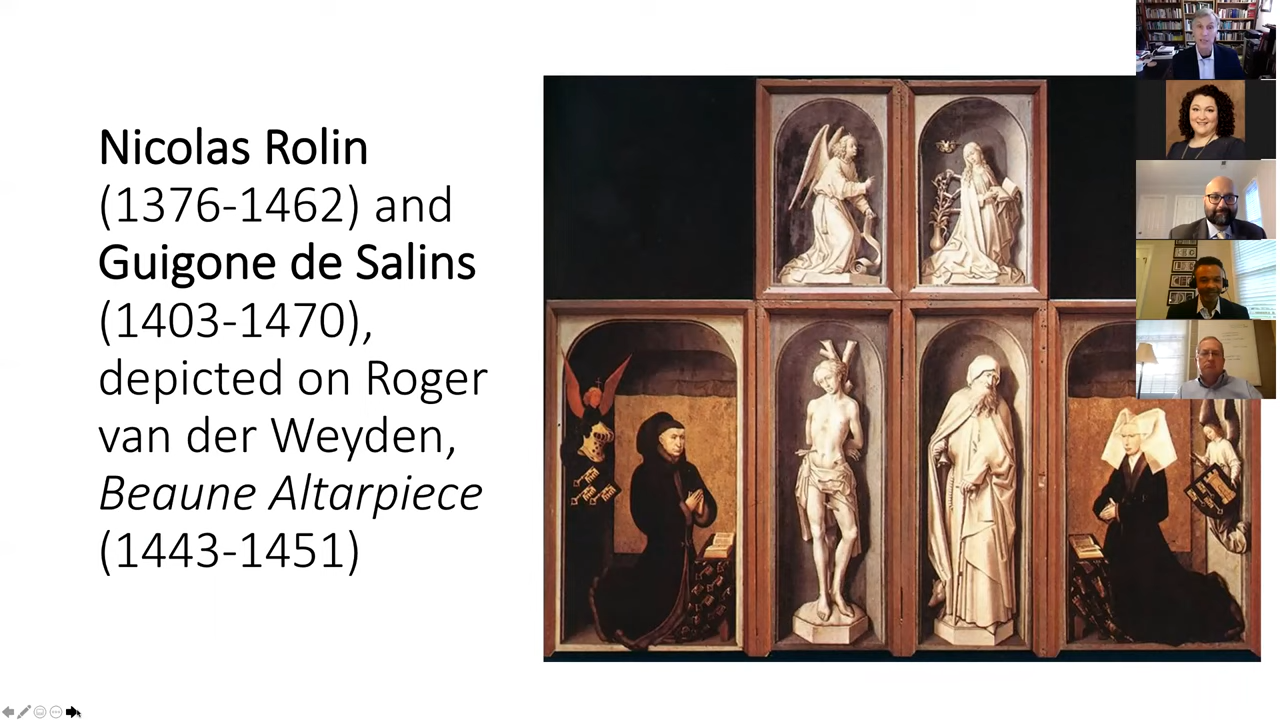 Nicolas Rolin
(1376-1462) and
Guigone de Salins
(1403-1470),
depicted on Roger
van der Weyden,
Beaune Altarpiece
(1443-1451)